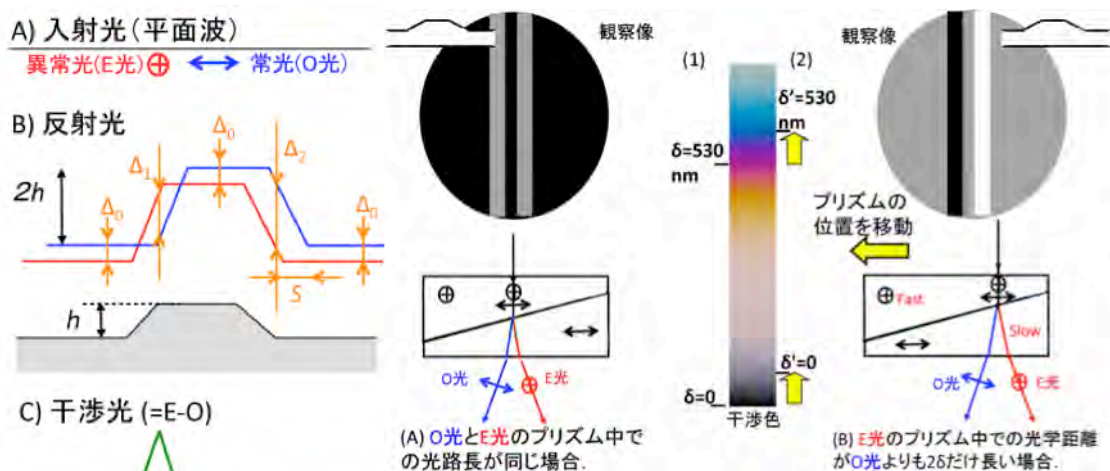 A) 入射光(平面波)
異常光(E光)
常光(O光)
B) 反射光
Δ₀
Δ₁
Δ₂
2h
Δ₀
Δ₀
S
h
C) 干渉光 (=E-O)
観察像
O光
E光
(A) O光とE光のプリズム中で
の光路長が同じ場合.
(1)
(2)
δ'=530
nm
δ=530
nm
δ'=0
δ=0
干渉色
観察像
プリズムの
位置を移動
Fast
Slow
O光
E光
(B) E光のプリズム中での光学距離
がO光よりも2δだけ長い場合.